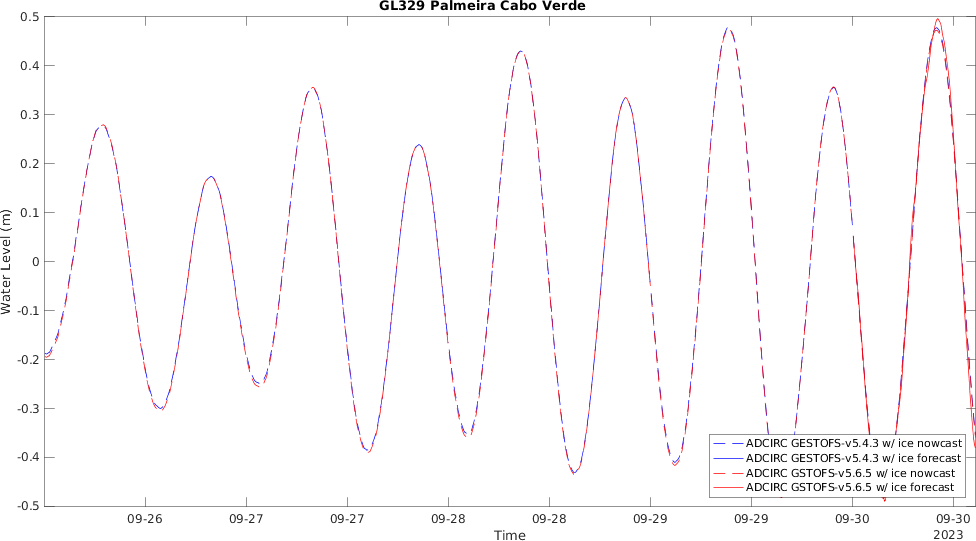 GL329 Palmeira Cabo Verde
0.5
0.4
0.3
0.2
0.1
0
-0.1
-0.2
-0.3
-0.4
-0.5
Water Level (m)
ADCIRC GESTOFS-v5.4.3 w/ ice nowcast
ADCIRC GESTOFS-v5.4.3 w/ ice forecast
ADCIRC GSTOFS-v5.6.5 w/ ice nowcast
ADCIRC GSTOFS-v5.6.5 w/ ice forecast
09-26 09-27 09-27 09-28 09-28 09-29 09-29 09-30 09-30
2023
Time